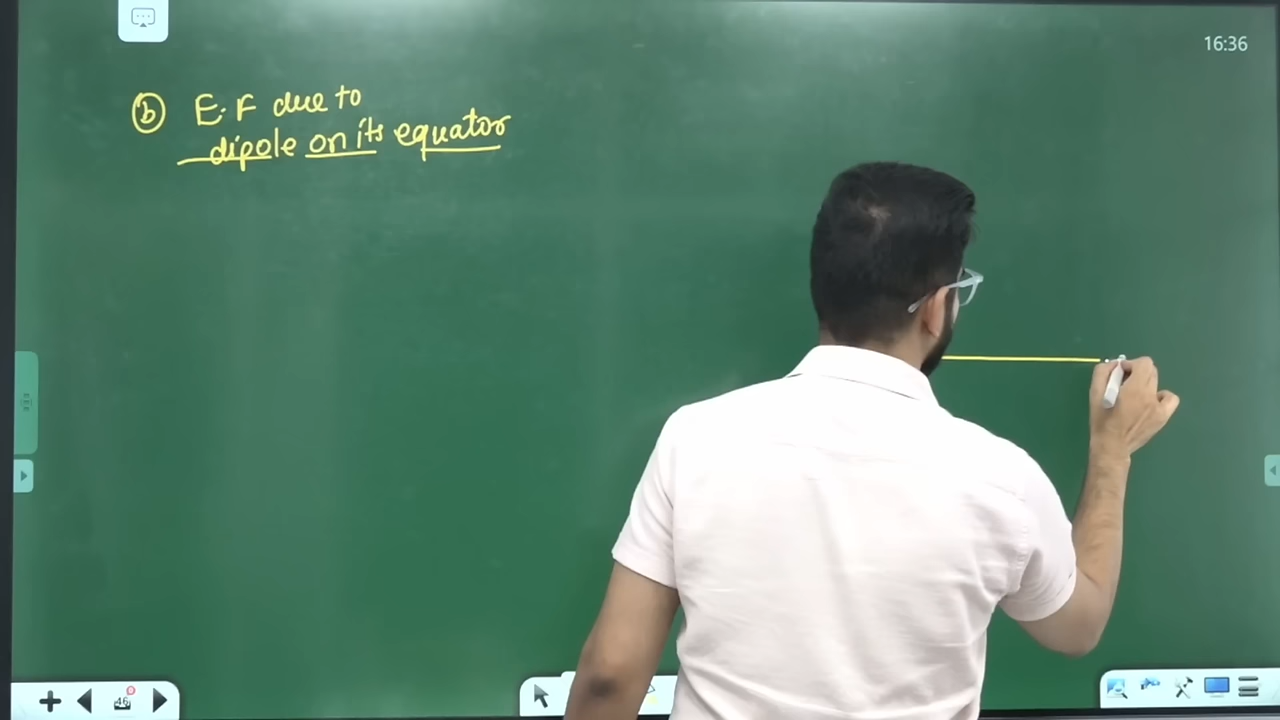 16:36
ⓑ E.F due to
dipole on its equator